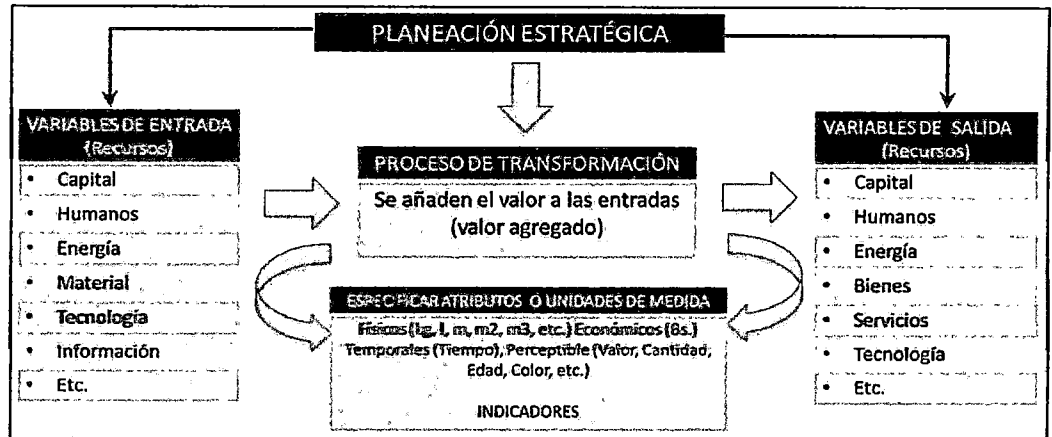 PLANEACIÓN ESTRATÉGICA
VARIABLES DE ENTRADA
(Recursos)
• Capital
• Humanos
• Energía
• Material
• Tecnología
• Información
• Etc.
PROCESO DE TRANSFORMACIÓN
Se añaden el valor a las entradas
(valor agregado)
ESPECIFICAR ATRIBUTOS O UNIDADES DE MEDIDA
Físicos (kg, l, m, m2, m3, etc.) Económicos (Bs.)
Temporales (Tiempo), Perceptible (Valor, Cantidad,
Edad, Color, etc.)
INDICADORES
VARIABLES DE SALIDA
(Recursos)
• Capital
• Humanos
• Energía
• Bienes
• Servicios
• Tecnología
• Etc.